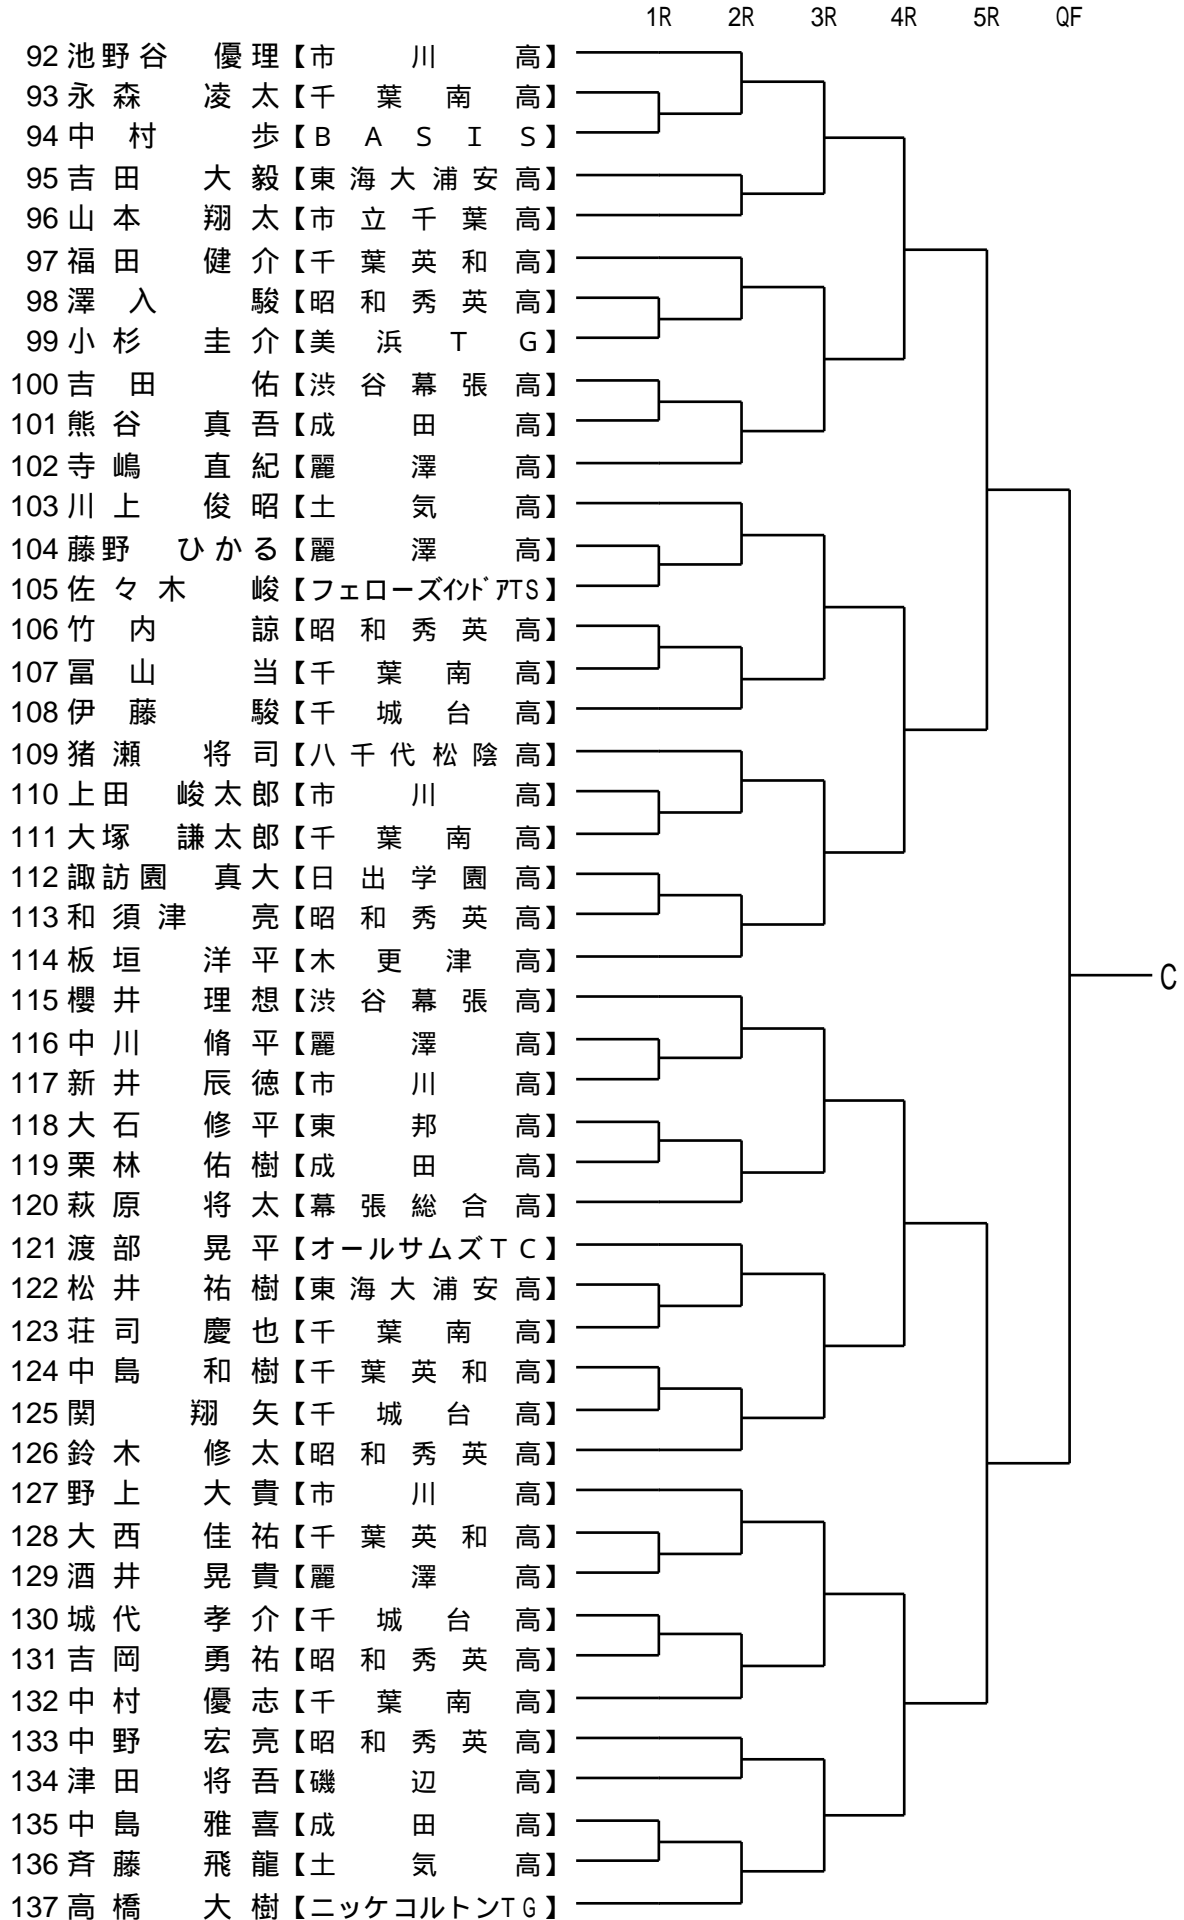 1R 2R 3R 4R 5R QF
92 池野谷 優理【市川高】
93 永森 凌太【千葉南高】
94 中村 歩【ＢＡＳＩＳ】
95 吉田 大毅【東海大浦安高】
96 山本 翔太【市立千葉高】
97 福田 健介【千葉英和高】
98 澤入 駿【昭和秀英高】
99 小杉 圭介【美浜ＴＧ】
100 吉田 佑【渋谷幕張高】
101 熊谷 真吾【成田高】
102 寺嶋 直紀【麗澤高】
103 川上 俊昭【土気高】
104 藤野 ひかる【麗澤高】
105 佐々木 峻【フェローズｲﾝﾄﾞｱTS】
106 竹内 諒【昭和秀英高】
107 冨山 当【千葉南高】
108 伊藤 駿【千城台高】
109 猪瀬 将司【八千代松陰高】
110 上田 峻太郎【市川高】
111 大塚 謙太郎【千葉南高】
112 諏訪園 真大【日出学園高】
113 和須津 亮【昭和秀英高】
114 板垣 洋平【木更津高】
C
115 櫻井 理想【渋谷幕張高】
116 中川 脩平【麗澤高】
117 新井 辰徳【市川高】
118 大石 修平【東邦高】
119 栗林 佑樹【成田高】
120 萩原 将太【幕張総合高】
121 渡部 晃平【オールサムズＴＣ】
122 松井 祐樹【東海大浦安高】
123 荘司 慶也【千葉南高】
124 中島 和樹【千葉英和高】
125 関 翔矢【千城台高】
126 鈴木 修太【昭和秀英高】
127 野上 大貴【市川高】
128 大西 佳祐【千葉英和高】
129 酒井 晃貴【麗澤高】
130 城代 孝介【千城台高】
131 吉岡 勇祐【昭和秀英高】
132 中村 優志【千葉南高】
133 中野 宏亮【昭和秀英高】
134 津田 将吾【磯辺高】
135 中島 雅喜【成田高】
136 斉藤 飛龍【土気高】
137 高橋 大樹【ニッケコルトンTG】